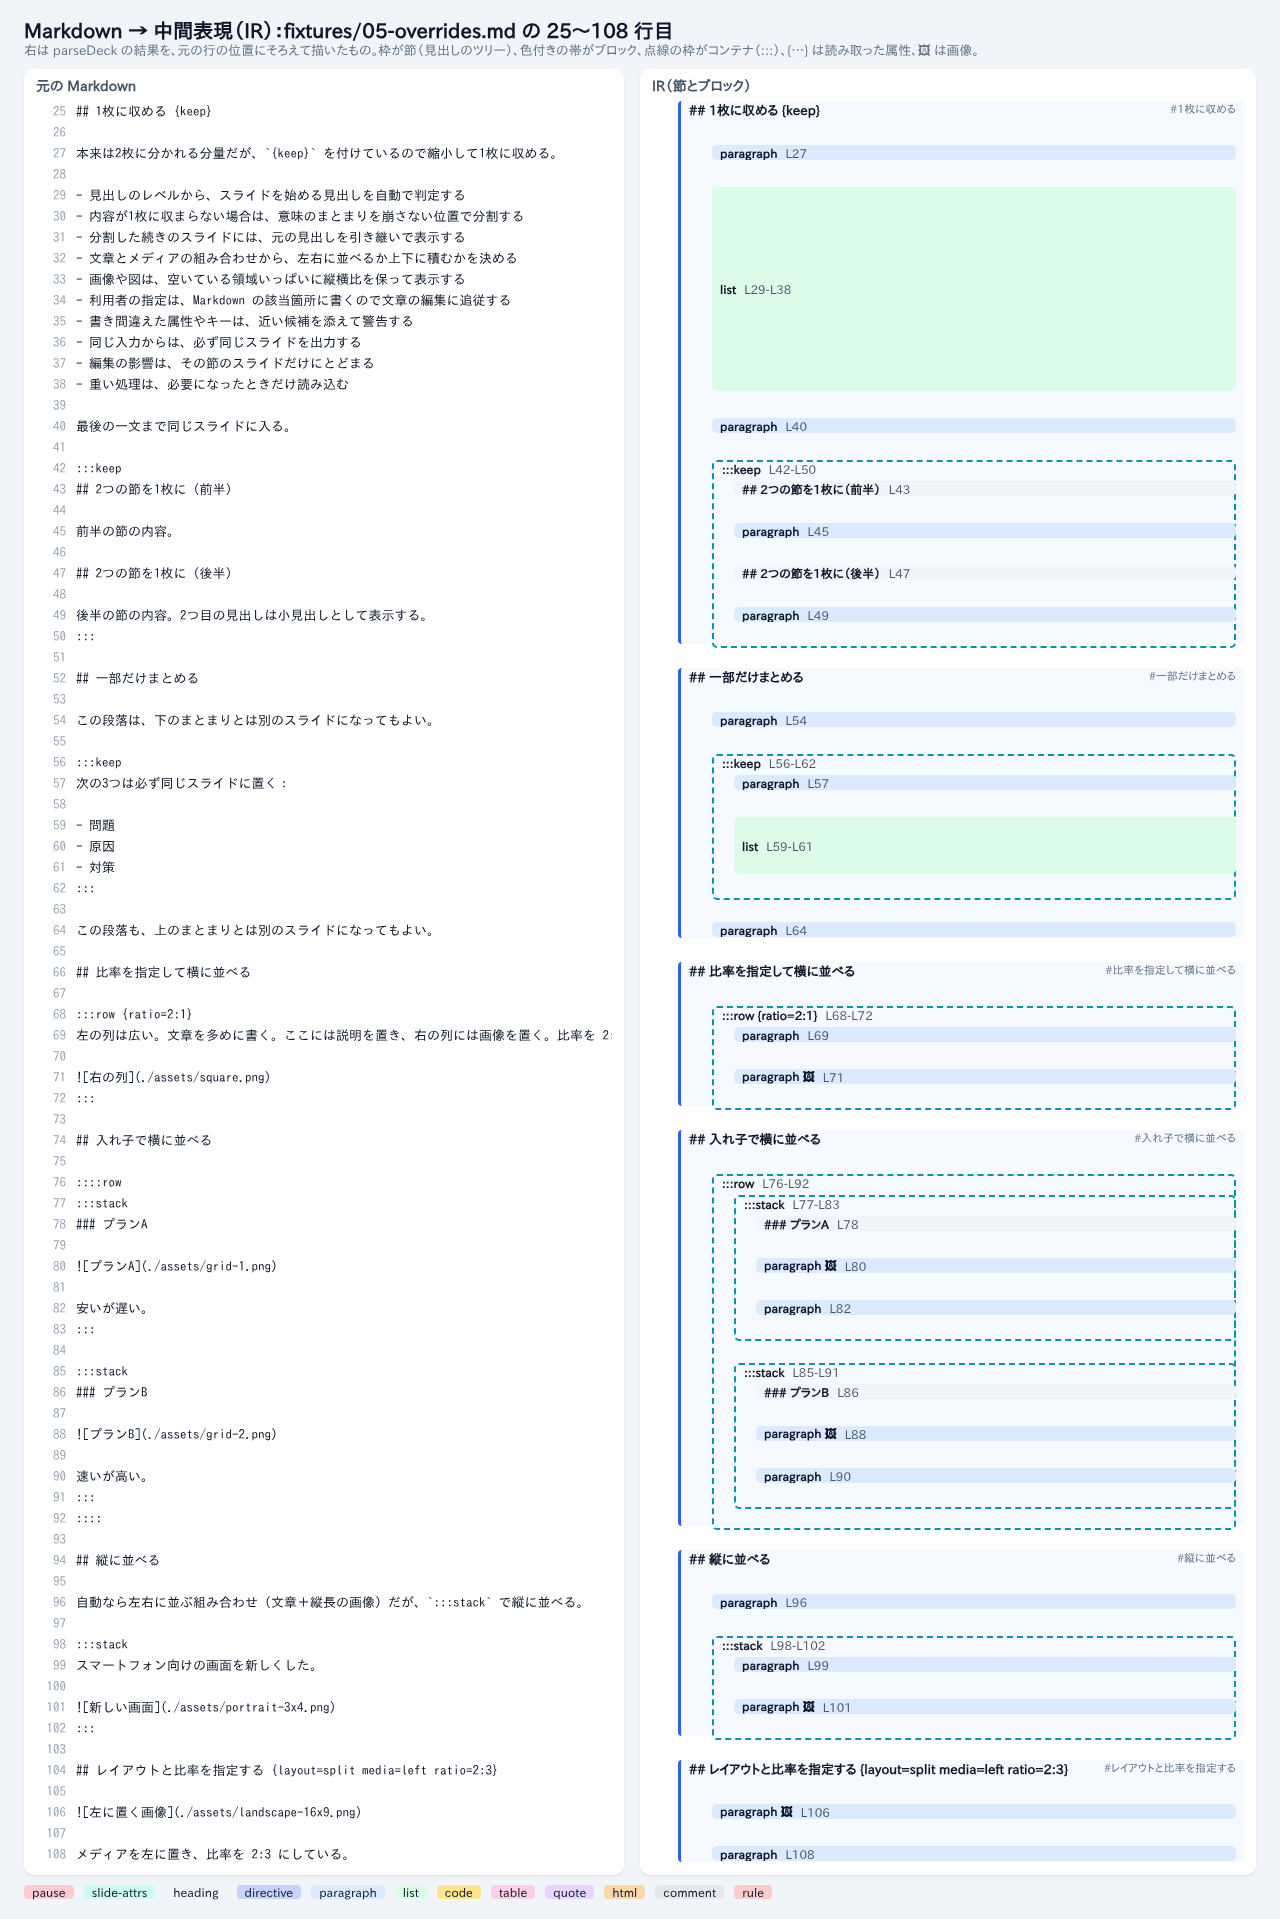 Markdown → 中間表現（IR）：fixtures/05-overrides.md の 25〜108 行目
右は parseDeck の結果を、元の行の位置にそろえて描いたもの。枠が節（見出しのツリー）、色付きの帯がブロック、点線の枠がコンテナ（:::）、{…} は読み取った属性、🖼 は画像。
元の Markdown
25 ## 1枚に収める {keep}
26
27 本来は2枚に分かれる分量だが、`{keep}` を付けているので縮小して1枚に収める。
28
29 - 見出しのレベルから、スライドを始める見出しを自動で判定する
30 - 内容が1枚に収まらない場合は、意味のまとまりを崩さない位置で分割する
31 - 分割した続きのスライドには、元の見出しを引き継いで表示する
32 - 文章とメディアの組み合わせから、左右に並べるか上下に積むかを決める
33 - 画像や図は、空いている領域いっぱいに縦横比を保って表示する
34 - 利用者の指定は、Markdown の該当箇所に書くので文章の編集に追従する
35 - 書き間違えた属性やキーは、近い候補を添えて警告する
36 - 同じ入力からは、必ず同じスライドを出力する
37 - 編集の影響は、その節のスライドだけにとどまる
38 - 重い処理は、必要になったときだけ読み込む
39
40 最後の一文まで同じスライドに入る。
41
42 :::keep
43 ## 2つの節を1枚に（前半）
44
45 前半の節の内容。
46
47 ## 2つの節を1枚に（後半）
48
49 後半の節の内容。2つ目の見出しは小見出しとして表示する。
50 :::
51
52 ## 一部だけまとめる
53
54 この段落は、下のまとまりとは別のスライドになってもよい。
55
56 :::keep
57 次の3つは必ず同じスライドに置く：
58
59 - 問題
60 - 原因
61 - 対策
62 :::
63
64 この段落も、上のまとまりとは別のスライドになってもよい。
65
66 ## 比率を指定して横に並べる
67
68 :::row {ratio=2:1}
69 左の列は広い。文章を多めに書く。ここには説明を置き、右の列には画像を置く。比率を 2:
70
71 ![右の列](./assets/square.png)
72 :::
73
74 ## 入れ子で横に並べる
75
76 ::::row
77 :::stack
78 ### プランA
79
80 ![プランA](./assets/grid-1.png)
81
82 安いが遅い。
83 :::
84
85 :::stack
86 ### プランB
87
88 ![プランB](./assets/grid-2.png)
89
90 速いが高い。
91 :::
92 ::::
93
94 ## 縦に並べる
95
96 自動なら左右に並ぶ組み合わせ（文章＋縦長の画像）だが、`:::stack` で縦に並べる。
97
98 :::stack
99 スマートフォン向けの画面を新しくした。
100
101 ![新しい画面](./assets/portrait-3x4.png)
102 :::
103
104 ## レイアウトと比率を指定する {layout=split media=left ratio=2:3}
105
106 ![左に置く画像](./assets/landscape-16x9.png)
107
108 メディアを左に置き、比率を 2:3 にしている。
IR（節とブロック）
## 1枚に収める {keep} #1枚に収める
paragraph L27
list L29-L38
paragraph L40
:::keep L42-L50
## 2つの節を1枚に（前半） L43
paragraph L45
## 2つの節を1枚に（後半） L47
paragraph L49
## 一部だけまとめる #一部だけまとめる
paragraph L54
:::keep L56-L62
paragraph L57
list L59-L61
paragraph L64
## 比率を指定して横に並べる #比率を指定して横に並べる
:::row {ratio=2:1} L68-L72
paragraph L69
paragraph 🖼 L71
## 入れ子で横に並べる #入れ子で横に並べる
:::row L76-L92
:::stack L77-L83
### プランA L78
paragraph 🖼 L80
paragraph L82
:::stack L85-L91
### プランB L86
paragraph 🖼 L88
paragraph L90
## 縦に並べる #縦に並べる
paragraph L96
:::stack L98-L102
paragraph L99
paragraph 🖼 L101
## レイアウトと比率を指定する {layout=split media=left ratio=2:3} #レイアウトと比率を指定する
paragraph 🖼 L106
paragraph L108
pause slide-attrs heading directive paragraph list code table quote html comment rule